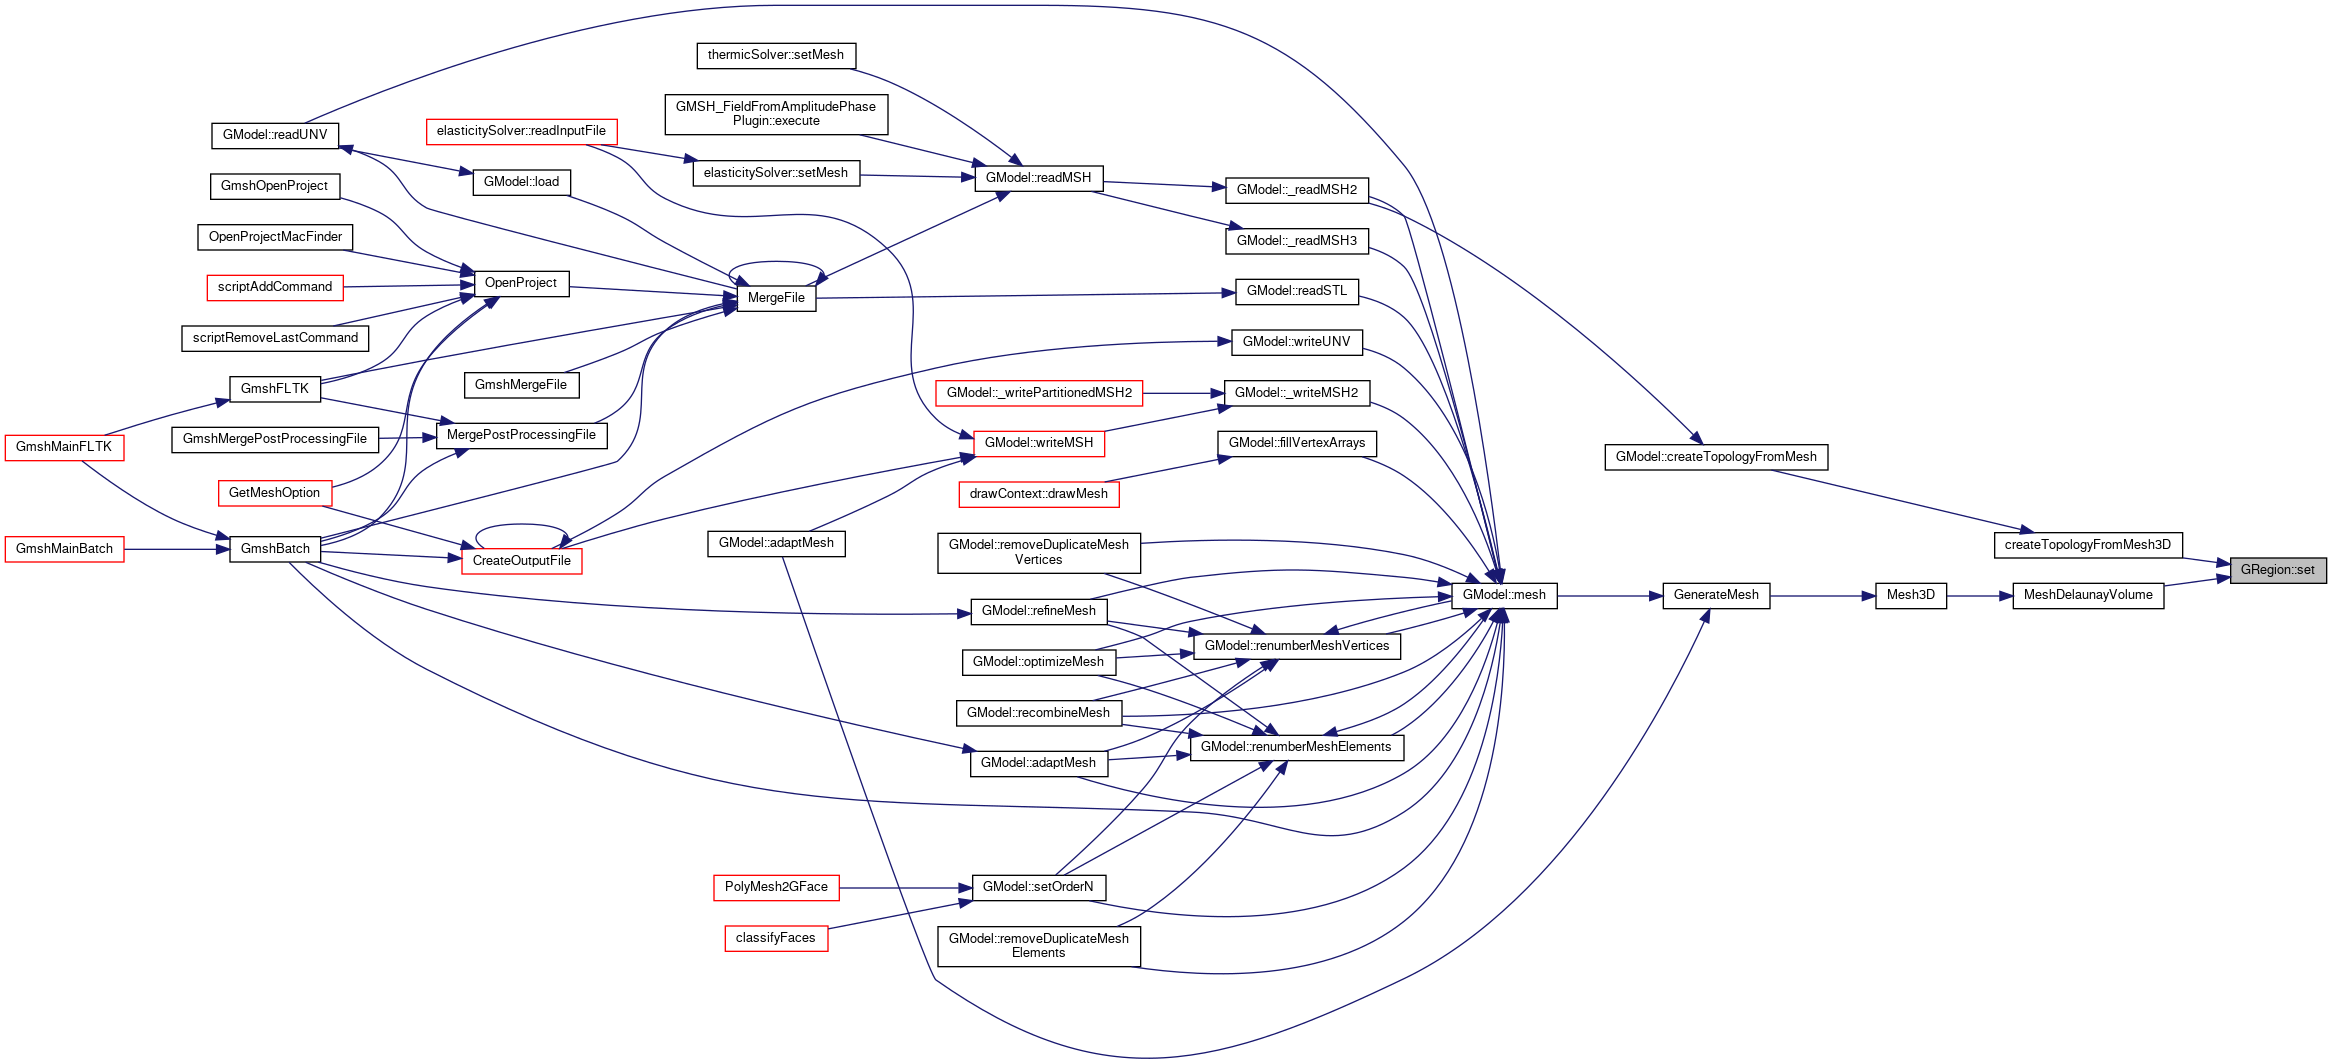 thermicSolver::setMesh
GMSH_FieldFromAmplitudePhase
Plugin::execute
GModel::readUNV
elasticitySolver::readInputFile
elasticitySolver::setMesh
GModel::readMSH
GModel::load
GmshOpenProject
GModel::_readMSH2
OpenProjectMacFinder
GModel::_readMSH3
scriptAddCommand
OpenProject
MergeFile
GModel::readSTL
scriptRemoveLastCommand
GModel::writeUNV
GmshFLTK
GmshMergeFile
GModel::_writePartitionedMSH2
GModel::_writeMSH2
GmshMainFLTK
GmshMergePostProcessingFile
MergePostProcessingFile
GModel::writeMSH
GModel::fillVertexArrays
GModel::createTopologyFromMesh
GetMeshOption
drawContext::drawMesh
GmshMainBatch
GmshBatch
CreateOutputFile
GModel::adaptMesh
GModel::removeDuplicateMesh
Vertices
createTopologyFromMesh3D
GRegion::set
GModel::refineMesh
GModel::mesh
GenerateMesh
Mesh3D
MeshDelaunayVolume
GModel::renumberMeshVertices
GModel::optimizeMesh
GModel::recombineMesh
GModel::renumberMeshElements
GModel::adaptMesh
PolyMesh2GFace
GModel::setOrderN
classifyFaces
GModel::removeDuplicateMesh
Elements